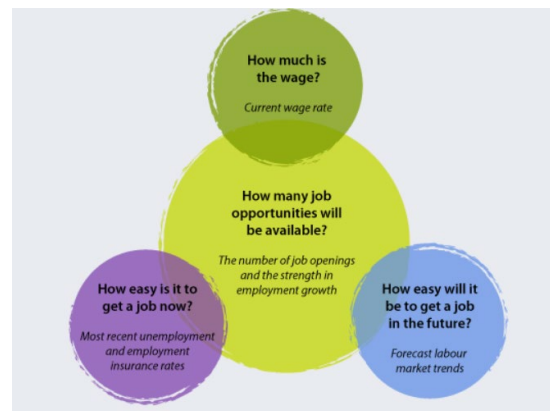 How much is
the wage?
Current wage rate
How many job
opportunities will
be available?
The number of job openings
and the strength in
employment growth
How easy is it to
get a job now?
Most recent unemployment
and employment
insurance rates
How easy will it
be to get a job
in the future?
Forecast labour
market trends